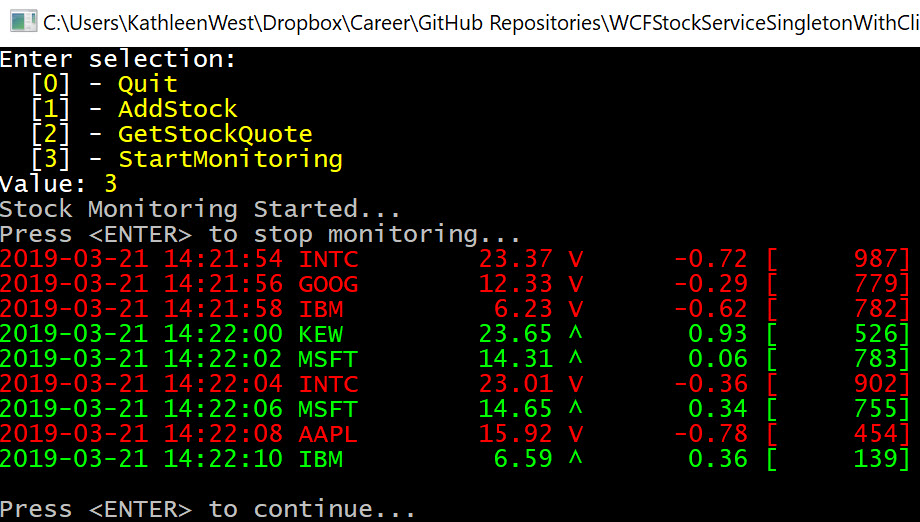 C:\Users\KathleenWest\Dropbox\Career\GitHub Repositories\WCFStockServiceSingletonWithCli
Enter selection:
  [0] - Quit
  [1] - AddStock
  [2] - GetStockQuote
  [3] - StartMonitoring
Value: 3
Stock Monitoring Started...
Press <ENTER> to stop monitoring...
2019-03-21 14:21:54 INTC        23.37 v      -0.72 [     987]
2019-03-21 14:21:56 GOOG        12.33 v      -0.29 [     779]
2019-03-21 14:21:58 IBM          6.23 v      -0.62 [     782]
2019-03-21 14:22:00 KEW         23.65 ^       0.93 [     526]
2019-03-21 14:22:02 MSFT        14.31 ^       0.06 [     783]
2019-03-21 14:22:04 INTC        23.01 v      -0.36 [     902]
2019-03-21 14:22:06 MSFT        14.65 ^       0.34 [     755]
2019-03-21 14:22:08 AAPL        15.92 v      -0.78 [     454]
2019-03-21 14:22:10 IBM          6.59 ^       0.36 [     139]
Press <ENTER> to continue...